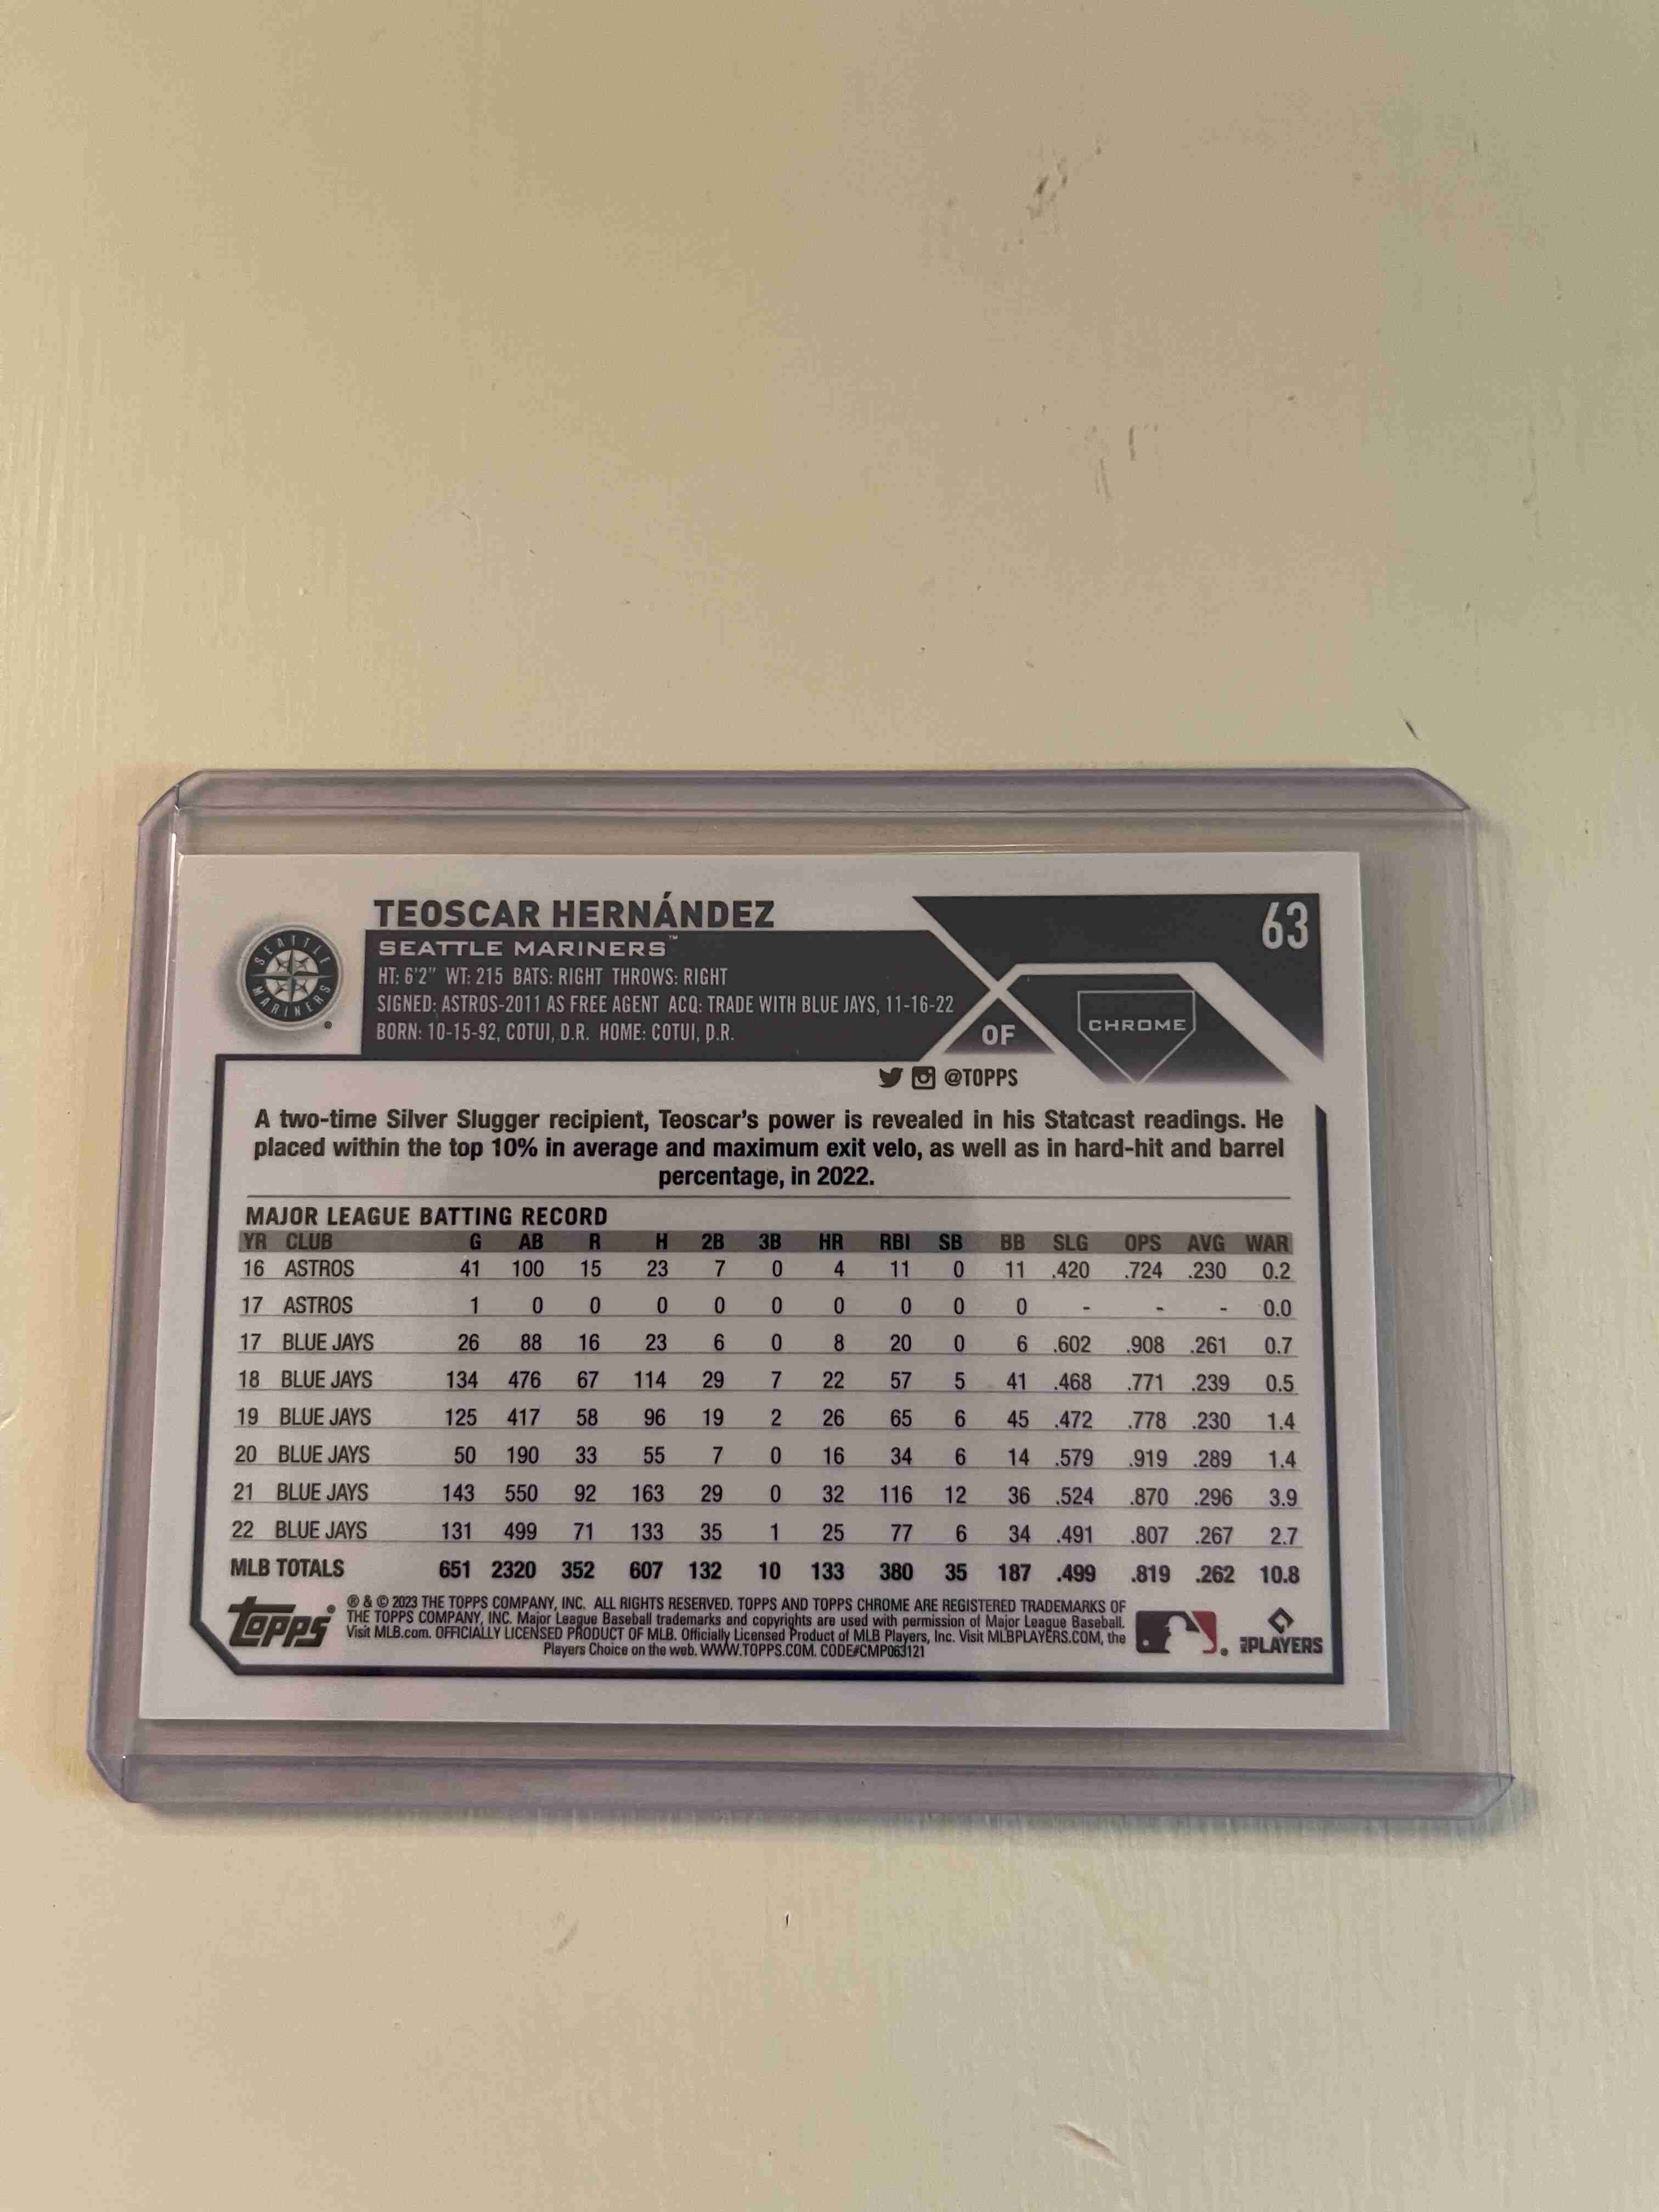 TEOSCAR HERNÁNDEZ
63
SEATTLE MARINERS™
SEATTLE MARINERS
HT: 6'2" WT: 215 BATS: RIGHT THROWS: RIGHT
SIGNED: ASTROS-2011 AS FREE AGENT ACQ: TRADE WITH BLUE JAYS, 11-16-22
BORN: 10-15-92, COTUI, D.R. HOME: COTUI, D.R.
OF
CHROME
@TOPPS
A two-time Silver Slugger recipient, Teoscar's power is revealed in his Statcast readings. He
placed within the top 10% in average and maximum exit velo, as well as in hard-hit and barrel
percentage, in 2022.
MAJOR LEAGUE BATTING RECORD
YR CLUB G AB R H 2B 3B HR RBI SB BB SLG OPS AVG WAR
16 ASTROS 41 100 15 23 7 0 4 11 0 11 .420 .724 .230 0.2
17 ASTROS 1 0 0 0 0 0 0 0 0 0 - - - 0.0
17 BLUE JAYS 26 88 16 23 6 0 8 20 0 6 .602 .908 .261 0.7
18 BLUE JAYS 134 476 67 114 29 7 22 57 5 41 .468 .771 .239 0.5
19 BLUE JAYS 125 417 58 96 19 2 26 65 6 45 .472 .778 .230 1.4
20 BLUE JAYS 50 190 33 55 7 0 16 34 6 14 .579 .919 .289 1.4
21 BLUE JAYS 143 550 92 163 29 0 32 116 12 36 .524 .870 .296 3.9
22 BLUE JAYS 131 499 71 133 35 1 25 77 6 34 .491 .807 .267 2.7
MLB TOTALS 651 2320 352 607 132 10 133 380 35 187 .499 .819 .262 10.8
topps®
® & © 2023 THE TOPPS COMPANY, INC. ALL RIGHTS RESERVED. TOPPS AND TOPPS CHROME ARE REGISTERED TRADEMARKS OF
THE TOPPS COMPANY, INC. Major League Baseball trademarks and copyrights are used with permission of Major League Baseball.
Visit MLB.com. OFFICIALLY LICENSED PRODUCT OF MLB. Officially Licensed Product of MLB Players, Inc. Visit MLBPLAYERS.COM, the
Players Choice on the web. WWW.TOPPS.COM. CODE#CMP063121
PLAYERS